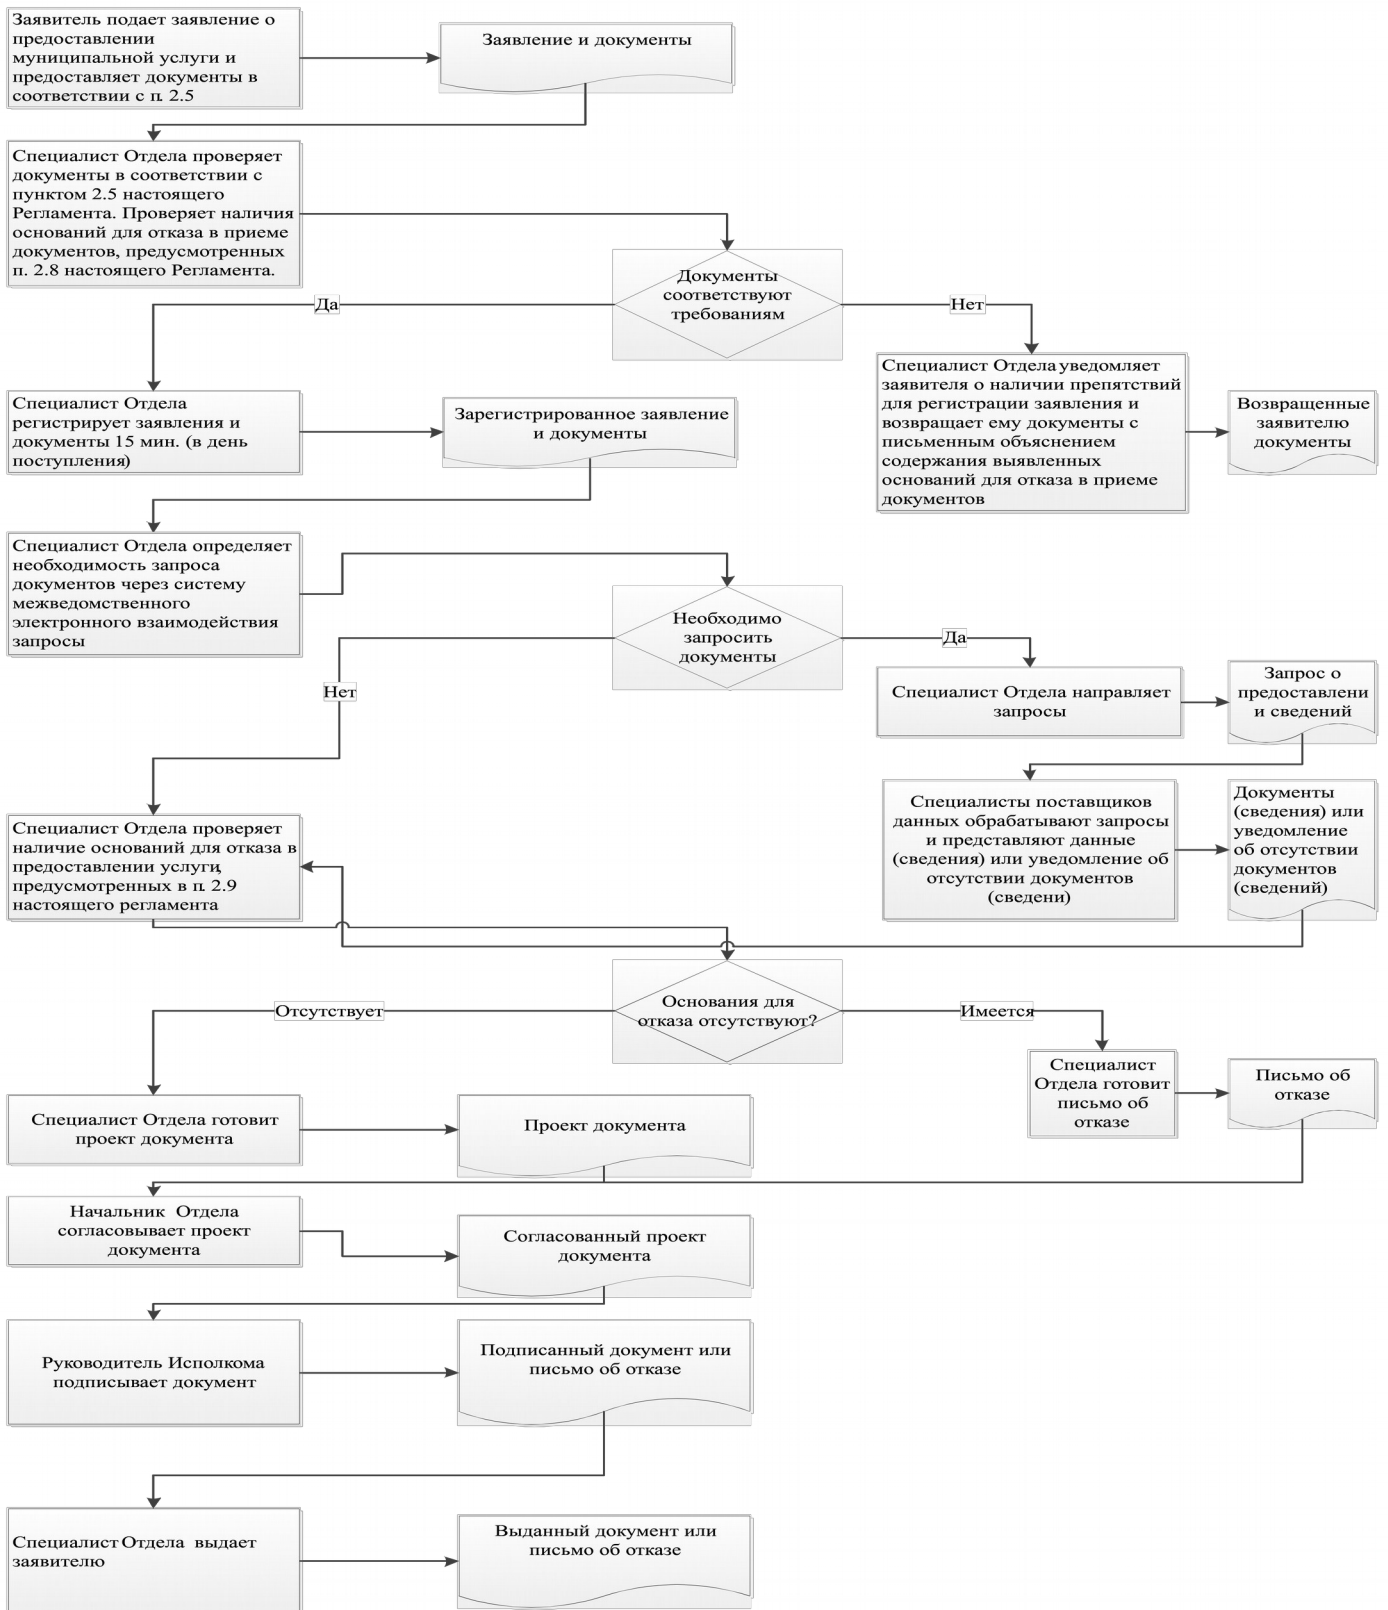 Заявитель подает заявление о
предоставлении
муниципальной услуги и
предоставляет документы в
соответствии с п. 2.5
Заявление и документы
Специалист Отдела проверяет
документы в соответствии с
пунктом 2.5 настоящего
Регламента. Проверяет наличия
оснований для отказа в приеме
документов, предусмотренных
п. 2.8 настоящего Регламента.
Документы
соответствуют
требованиям
Да
Нет
Специалист Отдела уведомляет
заявителя о наличии препятствий
для регистрации заявления и
возвращает ему документы с
письменным объяснением
содержания выявленных
оснований для отказа в приеме
документов
Возвращенные
заявителю
документы
Специалист Отдела
регистрирует заявления и
документы 15 мин. (в день
поступления)
Зарегистрированное заявление
и документы
Специалист Отдела определяет
необходимость запроса
документов через систему
межведомственного
электронного взаимодействия
запросы
Необходимо
запросить
документы
Да
Нет
Специалист Отдела направляет
запросы
Запрос о
предоставлени
и сведений
Специалисты поставщиков
данных обрабатывают запросы
и представляют данные
(сведения) или уведомление об
отсутствии документов
(сведени)
Документы
(сведения) или
уведомление
об отсутствии
документов
(сведений)
Специалист Отдела проверяет
наличие оснований для отказа в
предоставлении услуги,
предусмотренных в п. 2.9
настоящего регламента
Основания для
отказа отсутствуют?
Отсутствует
Имеется
Специалист
Отдела готовит
письмо об
отказе
Письмо об
отказе
Специалист Отдела готовит
проект документа
Проект документа
Начальник Отдела
согласовывает проект
документа
Согласованный проект
документа
Руководитель Исполкома
подписывает документ
Подписанный документ или
письмо об отказе
Специалист Отдела выдает
заявителю
Выданный документ или
письмо об отказе